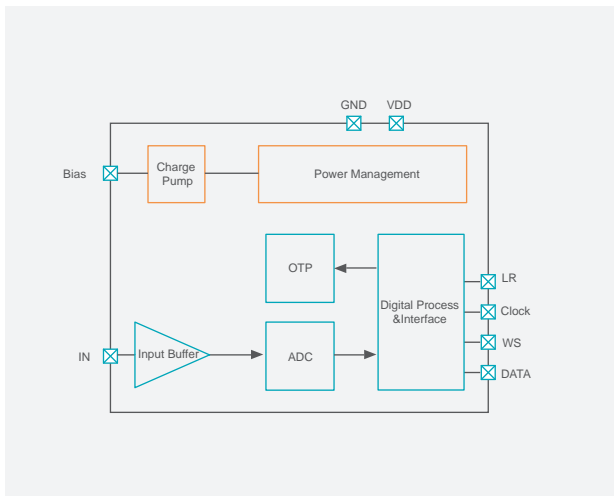 GND
VDD
Bias
Charge
Pump
Power Management
OTP
Digital Process
&Interface
LR
Clock
WS
DATA
IN
Input Buffer
ADC